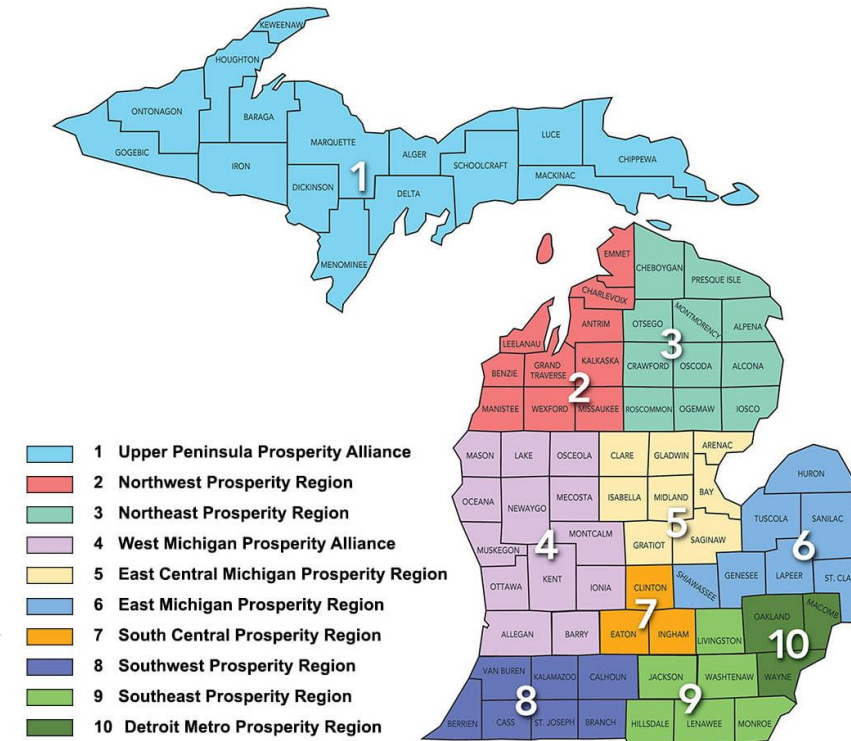 KEWEENAW
HOUGHTON
ONTONAGON
BARAGA
GOGEBIC
IRON
MARQUETTE
1
ALGER
LUCE
CHIPPEWA
SCHOOLCRAFT
MACKINAC
DICKINSON
DELTA
MENOMINEE
EMMET
CHEBOYGAN
PRESQUE ISLE
CHARLEVOIX
ANTRIM
OTSEGO
MONTMORENCY
ALPENA
3
LEELANAU
BENZIE
GRAND
TRAVERSE
KALKASKA
CRAWFORD
OSCODA
ALCONA
2
MANISTEE
WEXFORD
MISSAUKEE
ROSCOMMON
OGEMAW
IOSCO
MASON
LAKE
OSCEOLA
CLARE
GLADWIN
ARENAC
HURON
OCEANA
NEWAYGO
MECOSTA
ISABELLA
MIDLAND
BAY
5
TUSCOLA
SANILAC
MUSKEGON
4
MONTCALM
GRATIOT
SAGINAW
6
OTTAWA
KENT
IONIA
CLINTON
SHIAWASSEE
GENESEE
LAPEER
ST. CLA
7
ALLEGAN
BARRY
EATON
INGHAM
LIVINGSTON
OAKLAND
MACOMB
10
VAN BUREN
KALAMAZOO
CALHOUN
JACKSON
WASHTENAW
WAYNE
8
9
BERRIEN
CASS
ST. JOSEPH
BRANCH
HILLSDALE
LENAWEE
MONROE
1 Upper Peninsula Prosperity Alliance
2 Northwest Prosperity Region
3 Northeast Prosperity Region
4 West Michigan Prosperity Alliance
5 East Central Michigan Prosperity Region
6 East Michigan Prosperity Region
7 South Central Prosperity Region
8 Southwest Prosperity Region
9 Southeast Prosperity Region
10 Detroit Metro Prosperity Region